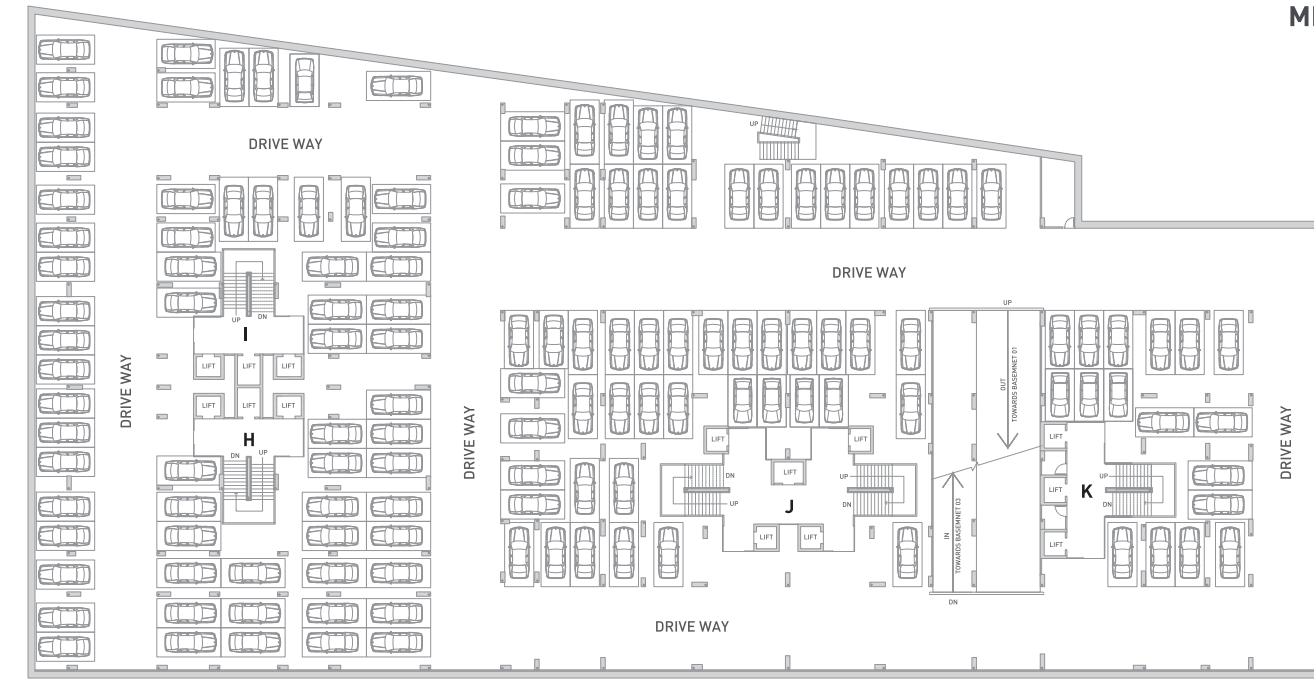 M
UP
DRIVE WAY
DRIVE WAY
UP
UP
DN
I
LIFT
LIFT
LIFT
OUT
TOWARDS BASEMNET 01
DRIVE WAY
DRIVE WAY
DRIVE WAY
LIFT
LIFT
LIFT
H
DN
UP
LIFT
LIFT
LIFT
DN
UP
J
UP
DN
LIFT
LIFT
IN
TOWARDS BASEMNET 03
LIFT
LIFT
LIFT
K
UP
DN
DN
DRIVE WAY